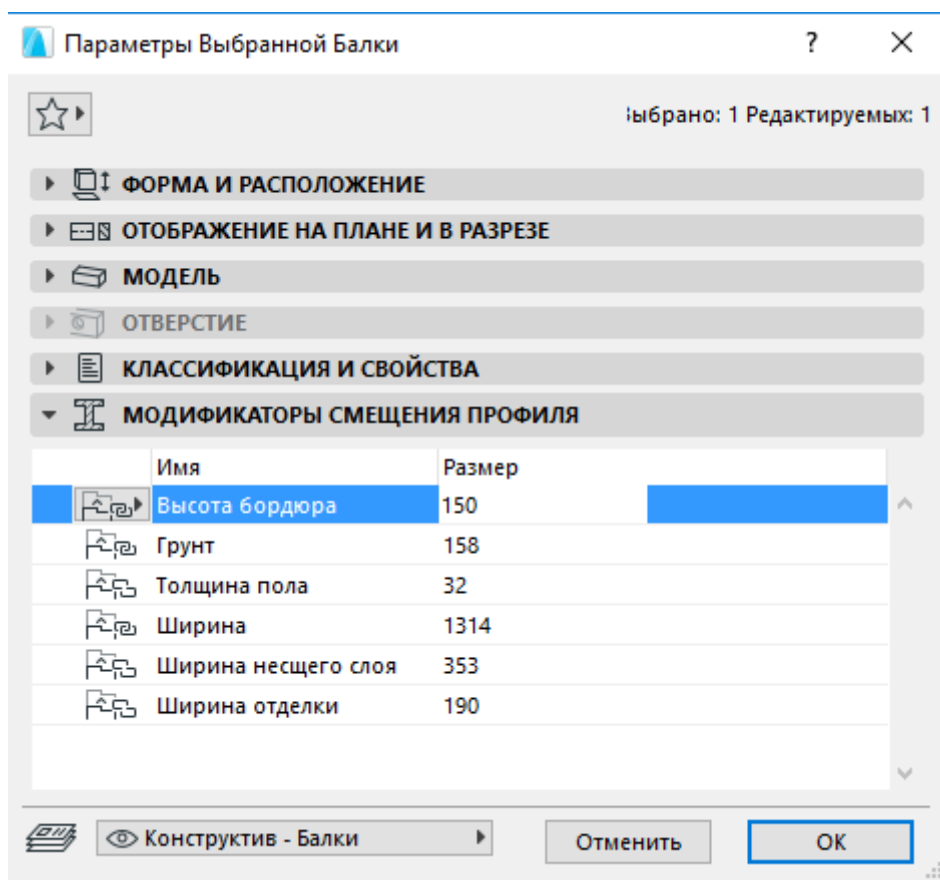 Параметры Выбранной Балки ?
Выбрано: 1 Редактируемых: 1
ФОРМА И РАСПОЛОЖЕНИЕ
ОТОБРАЖЕНИЕ НА ПЛАНЕ И В РАЗРЕЗЕ
МОДЕЛЬ
ОТВЕРСТИЕ
КЛАССИФИКАЦИЯ И СВОЙСТВА
МОДИФИКАТОРЫ СМЕЩЕНИЯ ПРОФИЛЯ
Имя Размер
Высота бордюра 150
Грунт 158
Толщина пола 32
Ширина 1314
Ширина несщего слоя 353
Ширина отделки 190
Конструктив - Балки Отменить ОК